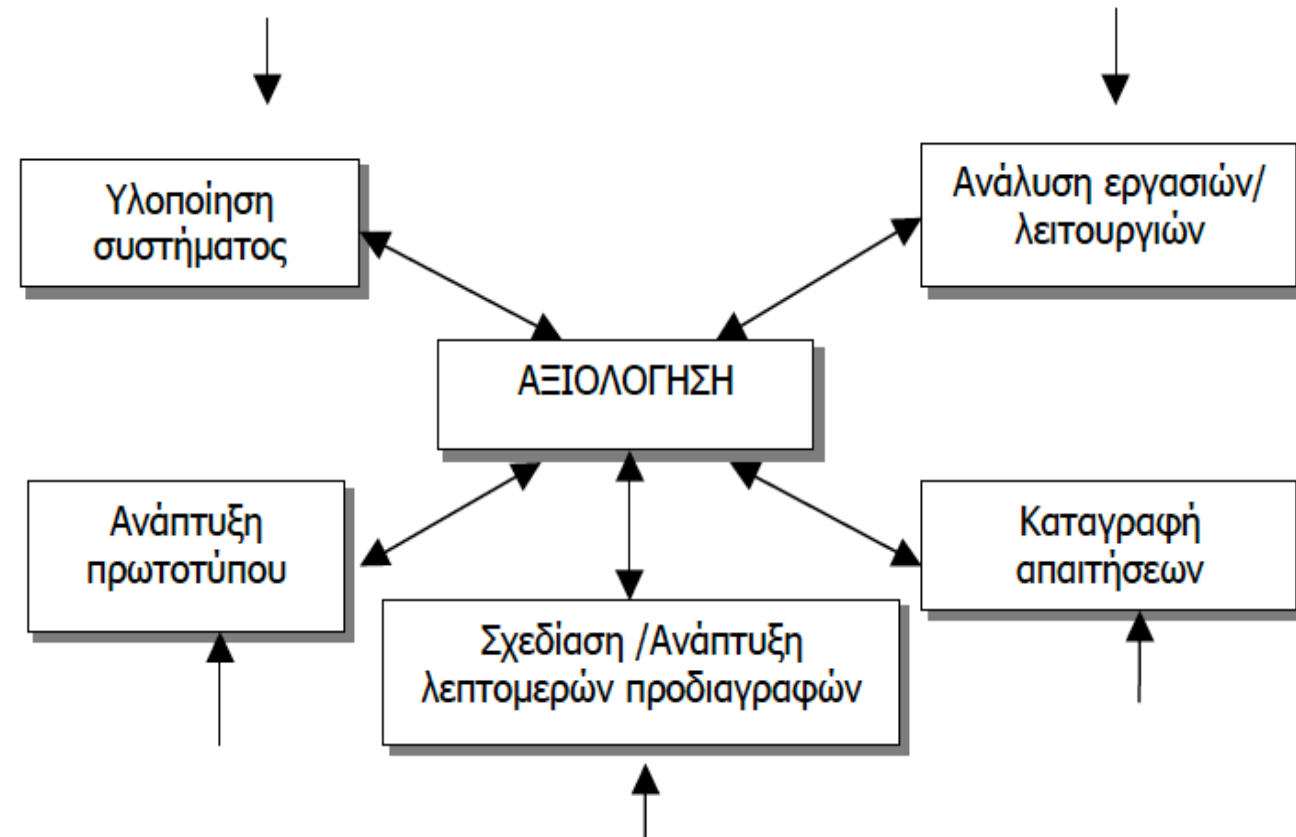 Υλοποίηση
συστήματος
Ανάλυση εργασιών/
λειτουργιών
ΑΞΙΟΛΟΓΗΣΗ
Ανάπτυξη
πρωτοτύπου
Καταγραφή
απαιτήσεων
Σχεδίαση /Ανάπτυξη
λεπτομερών προδιαγραφών